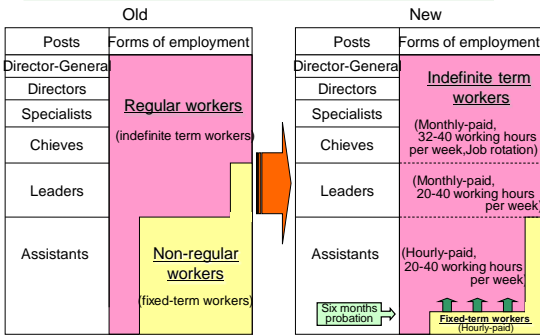 Old
Posts
Forms of employment
Director-General
Directors
Specialists
Chieves
Leaders
Assistants
Regular workers
(indefinite term workers)
Non-regular
workers
(fixed-term workers)
New
Posts
Forms of employment
Director-General
Directors
Specialists
Chieves
Leaders
Assistants
Indefinite term
workers
(Monthly-paid,
32-40 working hours
per week,Job rotation)
(Monthly-paid,
20-40 working hours
per week)
(Hourly-paid,
20-40 working hours
per week)
Six months
probation
Fixed-term workers
(Hourly-paid)